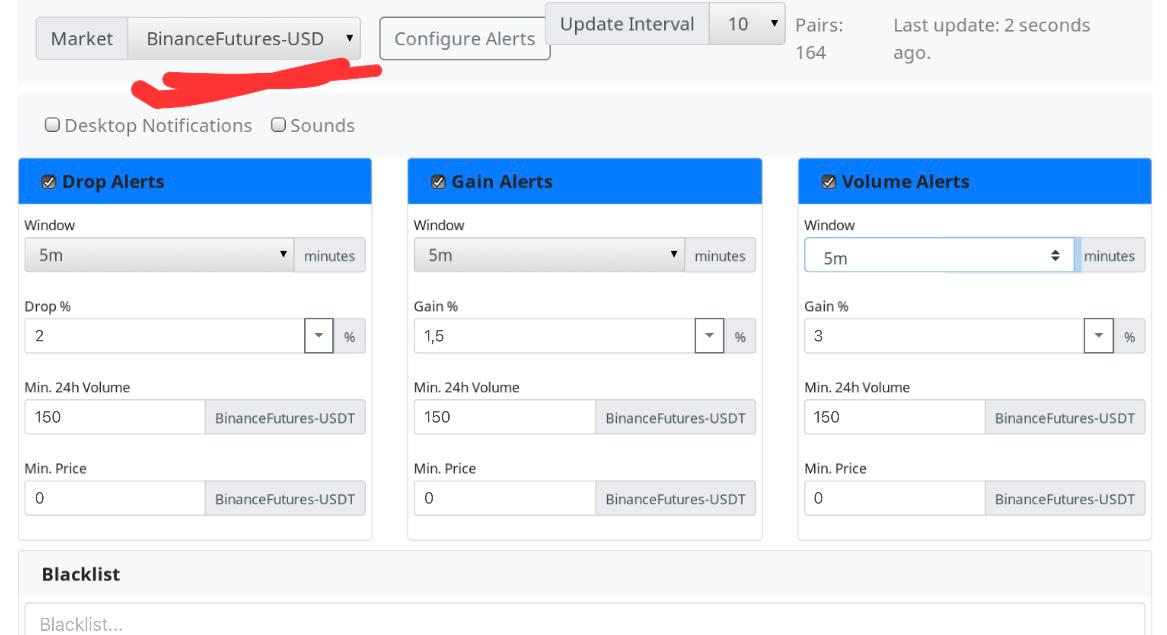 Market BinanceFutures-USD Configure Alerts Update Interval 10 Pairs: 164 Last update: 2 seconds ago.
Desktop Notifications Sounds
Drop Alerts Gain Alerts Volume Alerts
Window Window Window
5m minutes 5m minutes 5m minutes
Drop % Gain % Gain %
2 % 1,5 % 3 %
Min. 24h Volume Min. 24h Volume Min. 24h Volume
150 BinanceFutures-USDT 150 BinanceFutures-USDT 150 BinanceFutures-USDT
Min. Price Min. Price Min. Price
0 BinanceFutures-USDT 0 BinanceFutures-USDT 0 BinanceFutures-USDT
Blacklist
Blacklist...